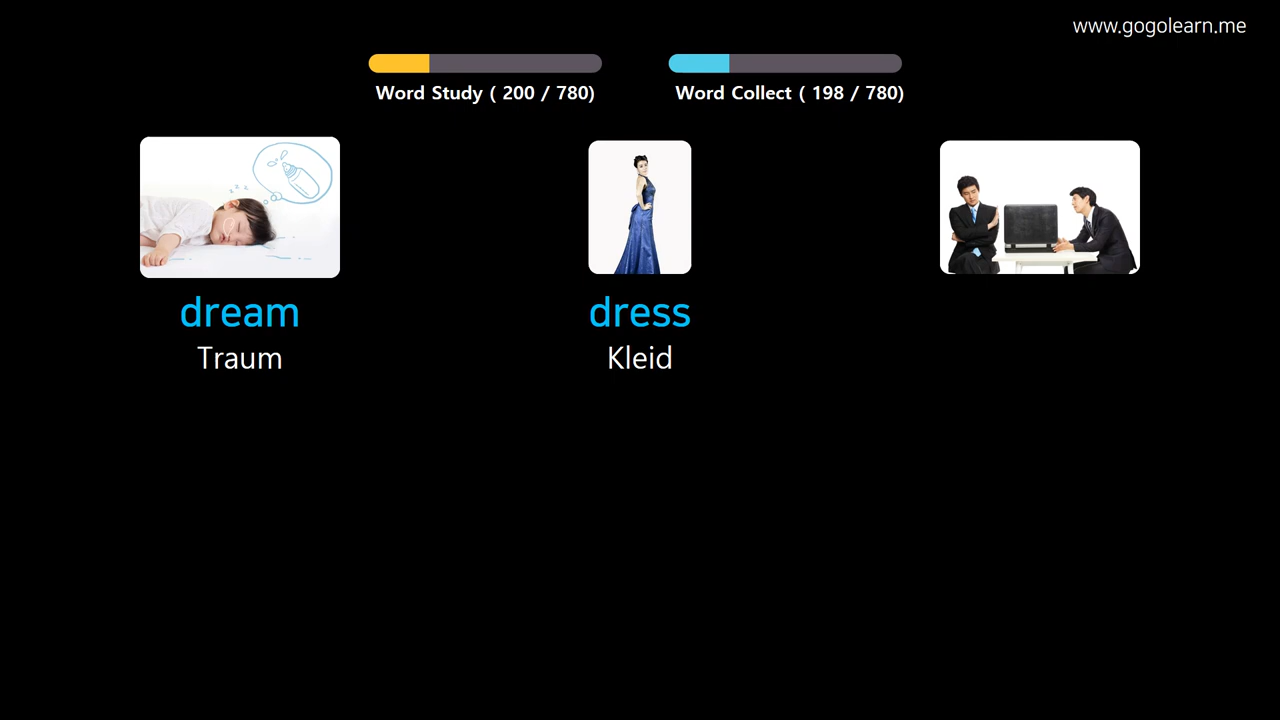 www.gogolearn.me
Word Study ( 200 / 780)
Word Collect ( 198 / 780)
z z z
dream
dress
Traum
Kleid